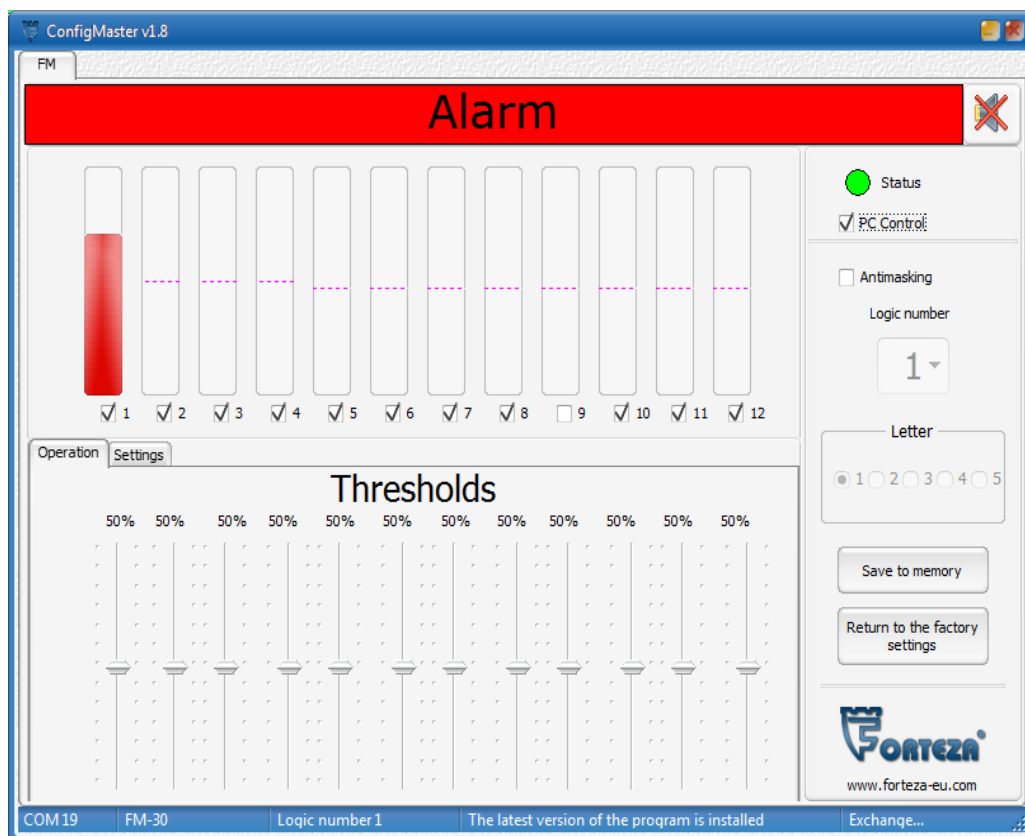 ConfigMaster v1.8
FM
Alarm
Status
PC Control
Antimasking
Logic number
1
1 2 3 4 5 6 7 8 9 10 11 12
Letter
1 2 3 4 5
Operation Settings
Thresholds
50% 50% 50% 50% 50% 50% 50% 50% 50% 50% 50% 50%
Save to memory
Return to the factory
settings
FORTEZA
www.forteza-eu.com
COM 19 FM-30 Logic number 1 The latest version of the program is installed Exchange...